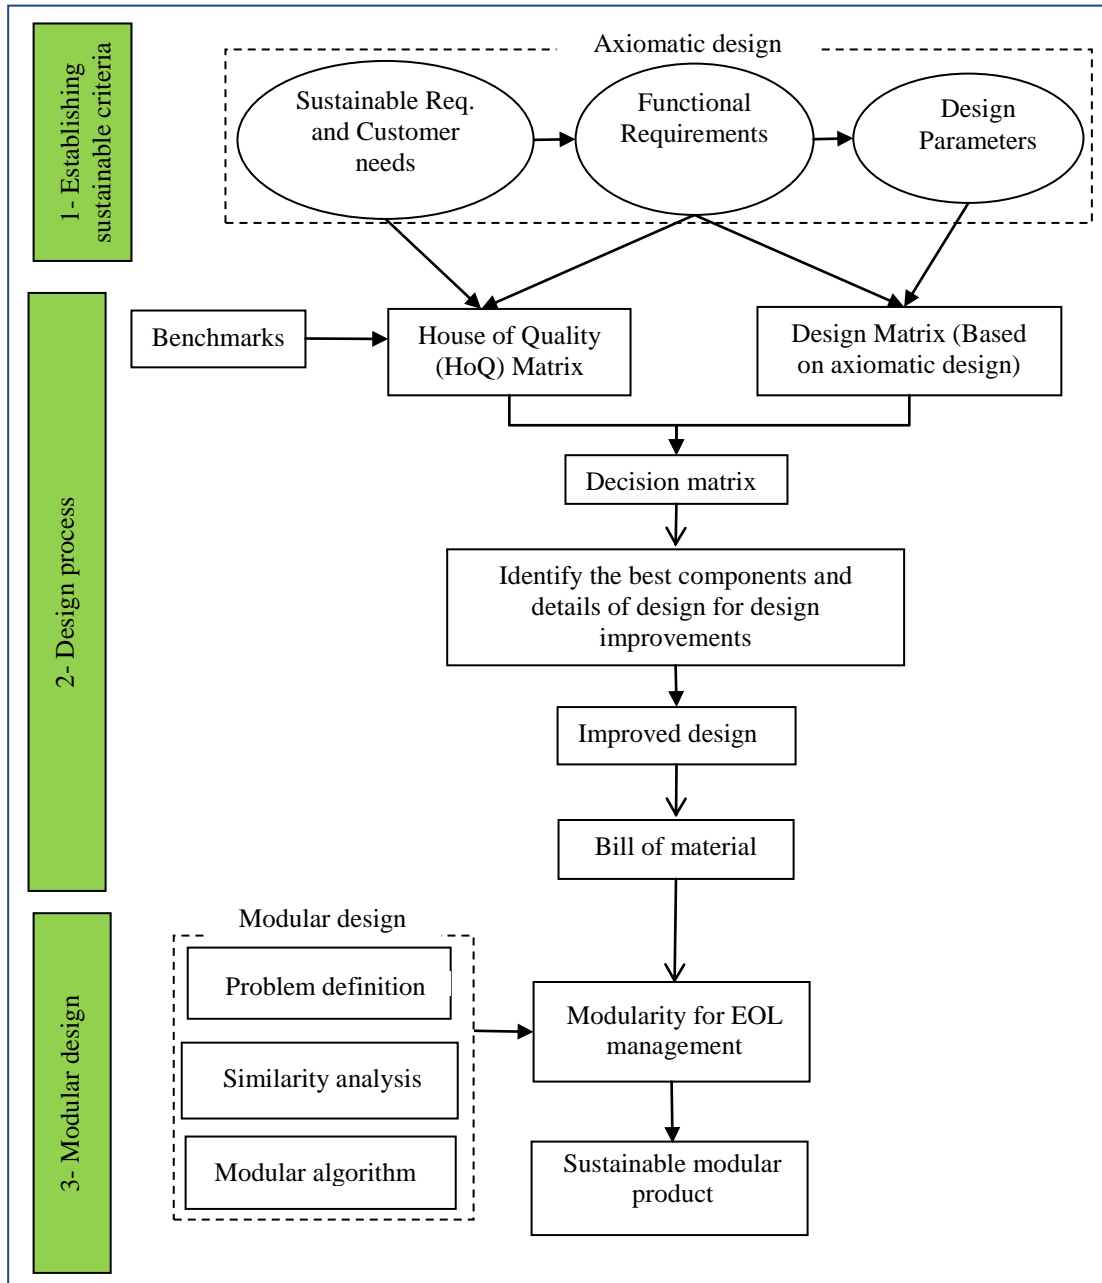 1- Establishing
sustainable criteria
Axiomatic design
Sustainable Req.
and Customer
needs
Functional
Requirements
Design
Parameters
2- Design process
Benchmarks
House of Quality
(HoQ) Matrix
Design Matrix (Based
on axiomatic design)
Decision matrix
Identify the best components and
details of design for design
improvements
Improved design
Bill of material
3- Modular design
Modular design
Problem definition
Similarity analysis
Modular algorithm
Modularity for EOL
management
Sustainable modular
product